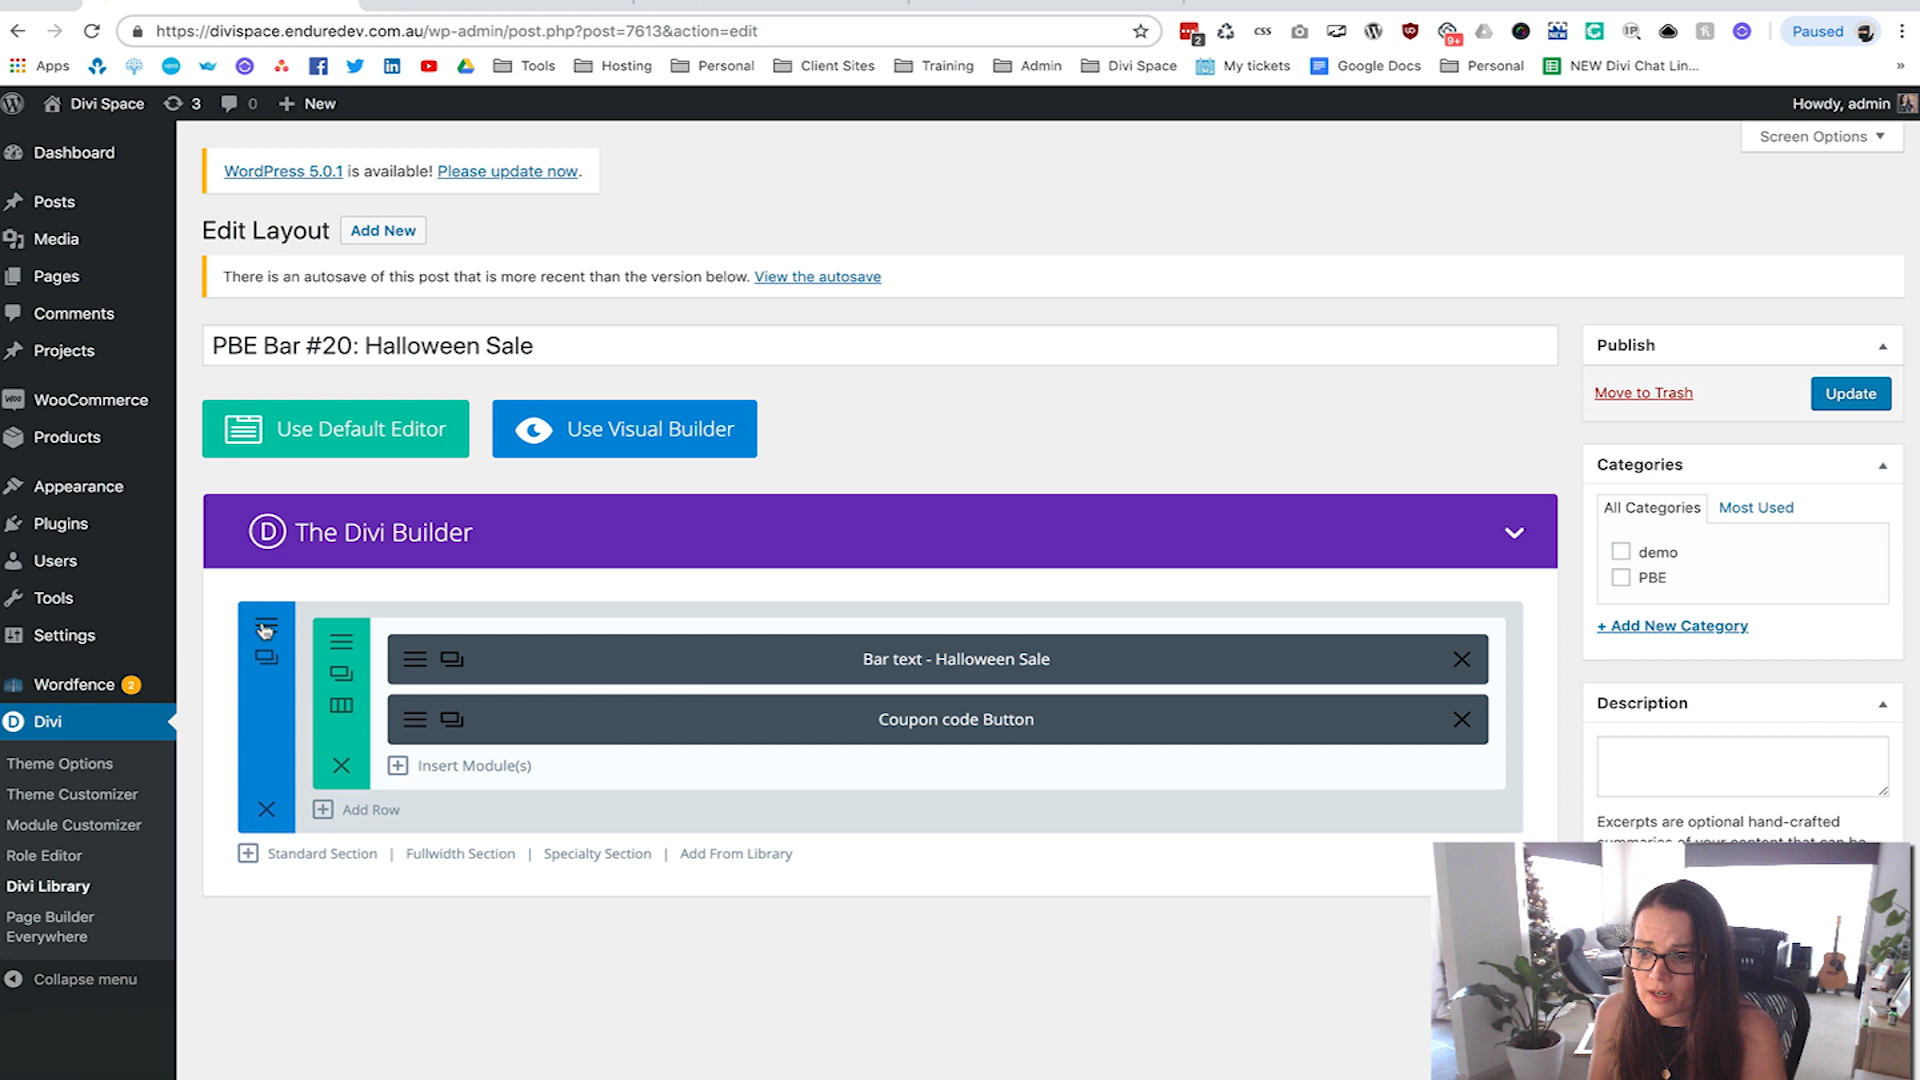 https://divispace.enduredev.com.au/wp-admin/post.php?post=7613&action=edit
2
CSS
9+
IP
Paused
Apps
Tools
Hosting
Personal
Client Sites
Training
Admin
Divi Space
My tickets
Google Docs
Personal
NEW Divi Chat Lin...
»
Divi Space
3
0
New
Howdy, admin
Screen Options
Dashboard
Posts
Media
Pages
Comments
Projects
WooCommerce
Products
Appearance
Plugins
Users
Tools
Settings
Wordfence 2
Divi
Theme Options
Theme Customizer
Module Customizer
Role Editor
Divi Library
Page Builder
Everywhere
Collapse menu
WordPress 5.0.1 is available! Please update now.
Edit Layout
Add New
There is an autosave of this post that is more recent than the version below. View the autosave
PBE Bar #20: Halloween Sale
Use Default Editor
Use Visual Builder
D The Divi Builder
Bar text - Halloween Sale
Coupon code Button
Insert Module(s)
Add Row
Standard Section | Fullwidth Section | Specialty Section | Add From Library
Publish
Move to Trash
Update
Categories
All Categories
Most Used
demo
PBE
+ Add New Category
Description
Excerpts are optional hand-crafted